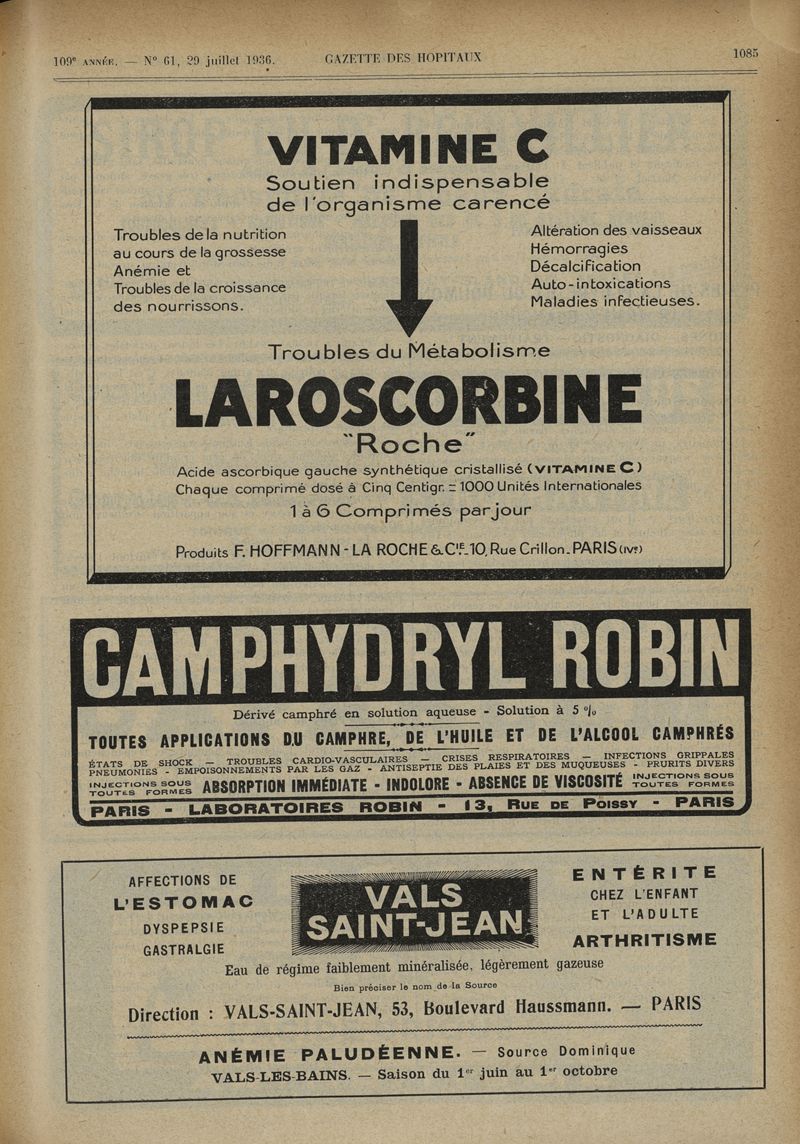 109e ANNÉE. — N° 61, 29 juillet 1936. GAZETTE DES HOPITAUX 1085
VITAMINE C
Soutien indispensable
de l'organisme carencé
Troubles de la nutrition
au cours de la grossesse
Anémie et
Troubles de la croissance
des nourrissons.
Altération des vaisseaux
Hémorragies
Décalcification
Auto-intoxications
Maladies infectieuses.
Troubles du Métabolisme
LAROSCORBINE
"Roche"
Acide ascorbique gauche synthétique cristallisé (VITAMINE C)
Chaque comprimé dosé à Cinq Centigr. = 1000 Unités Internationales
1 à 6 Comprimés par jour
Produits F. HOFFMANN-LA ROCHE & Cie. 10, Rue Crillon. PARIS (IVe)
CAMPHYDRYL ROBIN
Dérivé camphré en solution aqueuse - Solution à 5 %
TOUTES APPLICATIONS DU CAMPHRE, DE L'HUILE ET DE L'ALCOOL CAMPHRÉS
ÉTATS DE SHOCK — TROUBLES CARDIO-VASCULAIRES — CRISES RESPIRATOIRES — INFECTIONS GRIPPALES
PNEUMONIES - EMPOISONNEMENTS PAR LES GAZ - ANTISEPTIE DES PLAIES ET DES MUQUEUSES - PRURITS DIVERS
INJECTIONS SOUS
TOUTES FORMES
ABSORPTION IMMÉDIATE - INDOLORE - ABSENCE DE VISCOSITÉ
INJECTIONS SOUS
TOUTES FORMES
PARIS - LABORATOIRES ROBIN - 13, RUE DE POISSY - PARIS
AFFECTIONS DE
L'ESTOMAC
DYSPEPSIE
GASTRALGIE
VALS
SAINT-JEAN
ENTÉRITE
CHEZ L'ENFANT
ET L'ADULTE
ARTHRITISME
Eau de régime faiblement minéralisée, légèrement gazeuse
Bien préciser le nom de la Source
Direction : VALS-SAINT-JEAN, 53, Boulevard Haussmann. — PARIS
ANÉMIE PALUDÉENNE. — Source Dominique
VALS-LES-BAINS. — Saison du 1er juin au 1er octobre